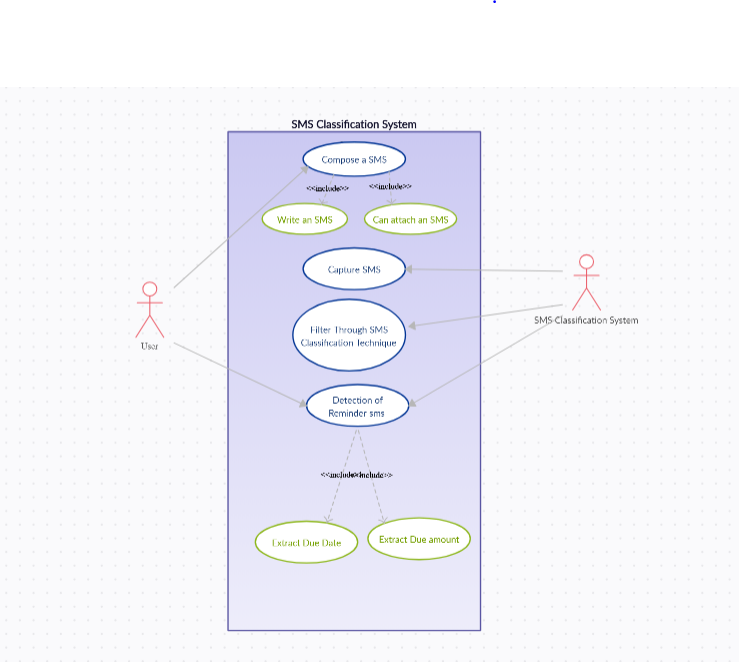 SMS Classification System
Compose a SMS
<<include>>
<<include>>
Write an SMS
Can attach an SMS
Capture SMS
Filter Through SMS
Classification Technique
SMS Classification System
User
Detection of
Reminder sms
<<include>>
<<include>>
Extract Due Date
Extract Due amount